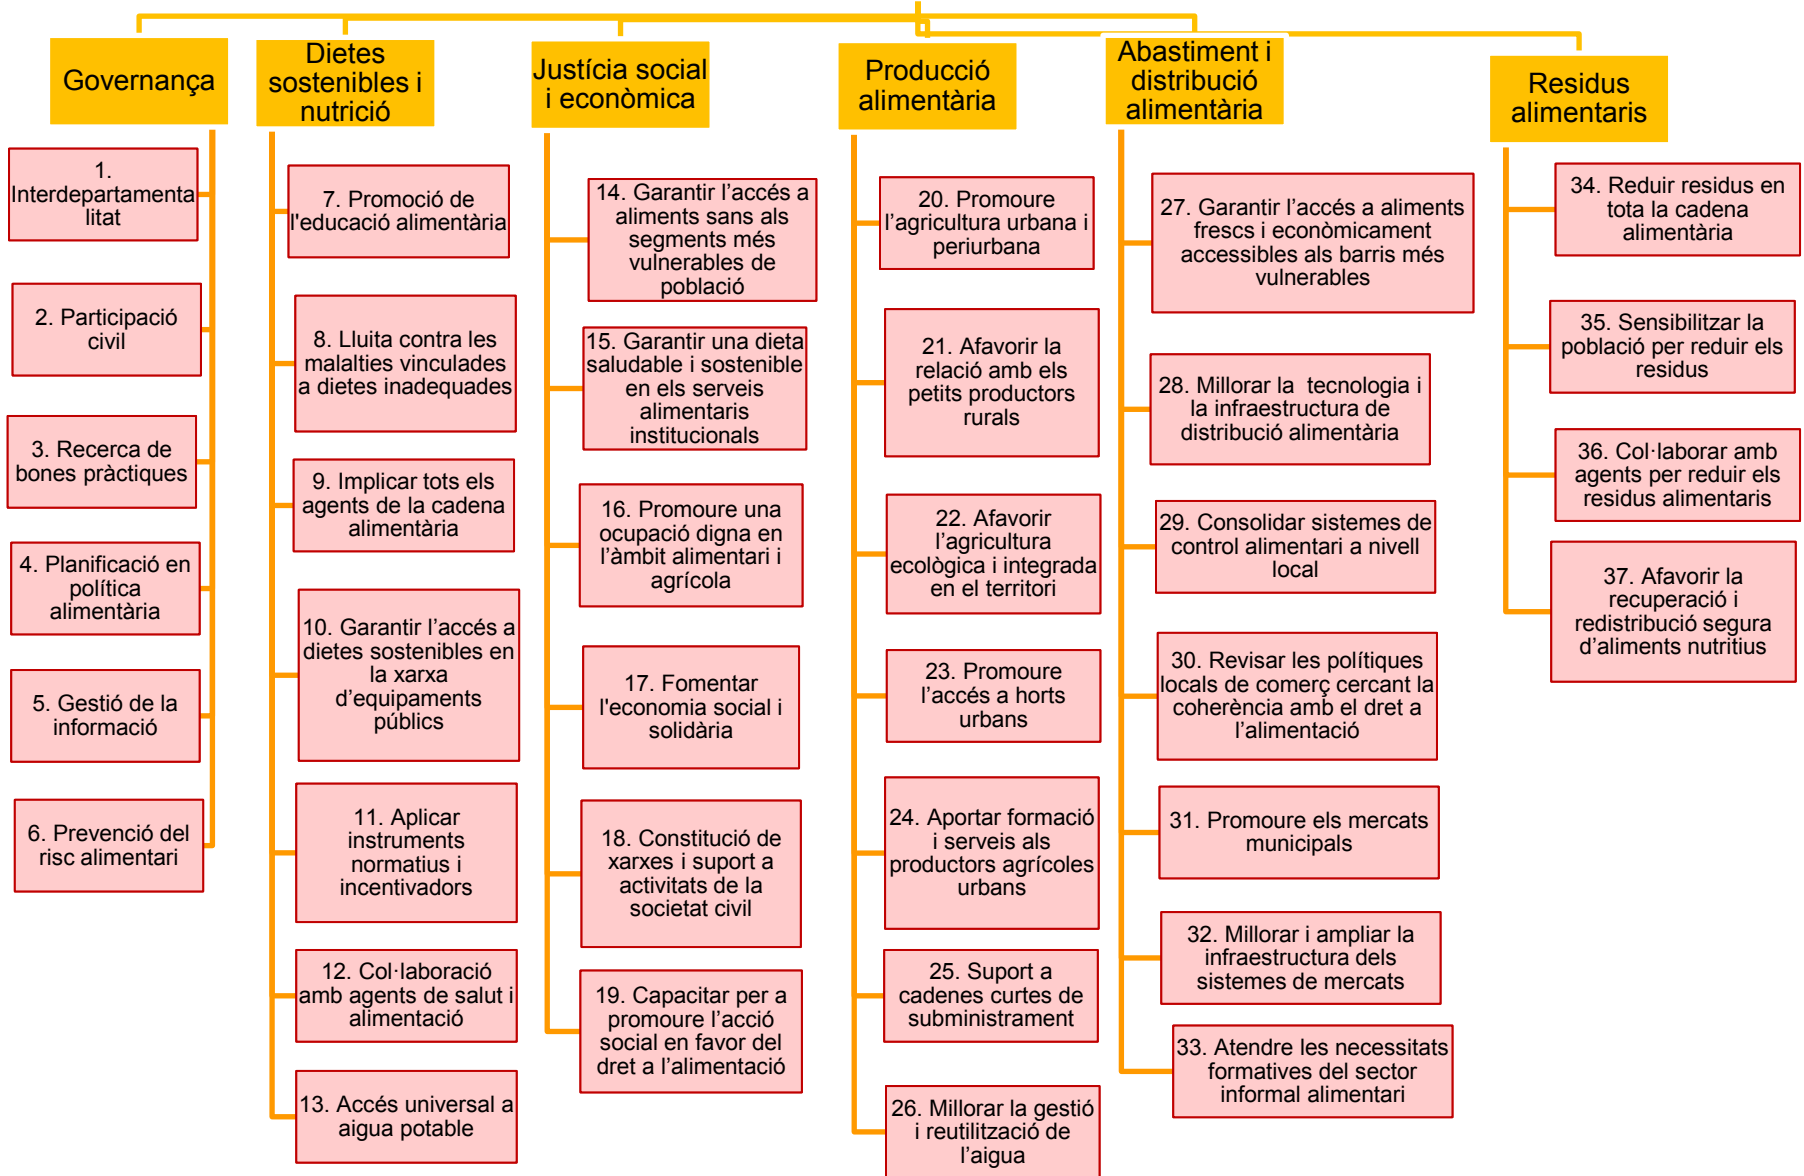 Governança
1.
Interdepartamenta
litat
2. Participació
civil
3. Recerca de
bones pràctiques
4. Planificació en
política
alimentària
5. Gestió de la
informació
6. Prevenció del
risc alimentari
Dietes
sostenibles i
nutrició
7. Promoció de
l'educació alimentària
8. Lluita contra les
malalties vinculades
a dietes inadequades
9. Implicar tots els
agents de la cadena
alimentària
10. Garantir l’accés a
dietes sostenibles en
la xarxa
d’equipaments
públics
11. Aplicar
instruments
normatius i
incentivadors
12. Col·laboració
amb agents de salut i
alimentació
13. Accés universal a
aigua potable
Justícia social
i econòmica
14. Garantir l’accés a
aliments sans als
segments més
vulnerables de
població
15. Garantir una dieta
saludable i sostenible
en els serveis
alimentaris
institucionals
16. Promoure una
ocupació digna en
l’àmbit alimentari i
agrícola
17. Fomentar
l'economia social i
solidària
18. Constitució de
xarxes i suport a
activitats de la
societat civil
19. Capacitar per a
promoure l’acció
social en favor del
dret a l’alimentació
Producció
alimentària
20. Promoure
l’agricultura urbana i
periurbana
21. Afavorir la
relació amb els
petits productors
rurals
22. Afavorir
l’agricultura
ecològica i integrada
en el territori
23. Promoure
l’accés a horts
urbans
24. Aportar formació
i serveis als
productors agrícoles
urbans
25. Suport a
cadenes curtes de
subministrament
26. Millorar la gestió
i reutilització de
l’aigua
Abastiment i
distribució
alimentària
27. Garantir l’accés a aliments
frescs i econòmicament
accessibles als barris més
vulnerables
28. Millorar la tecnologia i
la infraestructura de
distribució alimentària
29. Consolidar sistemes de
control alimentari a nivell
local
30. Revisar les polítiques
locals de comerç cercant la
coherència amb el dret a
l’alimentació
31. Promoure els mercats
municipals
32. Millorar i ampliar la
infraestructura dels
sistemes de mercats
33. Atendre les necessitats
formatives del sector
informal alimentari
Residus
alimentaris
34. Reduir residus en
tota la cadena
alimentària
35. Sensibilitzar la
població per reduir els
residus
36. Col·laborar amb
agents per reduir els
residus alimentaris
37. Afavorir la
recuperació i
redistribució segura
d’aliments nutritius